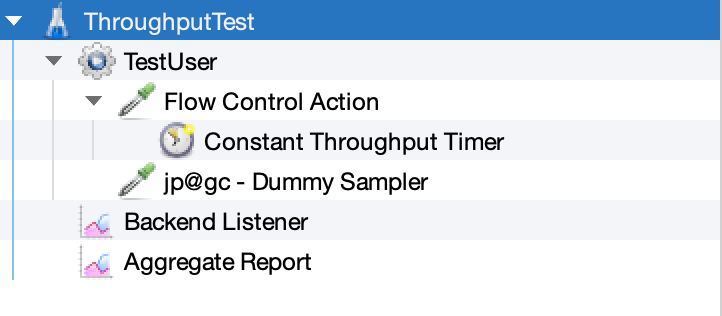 ThroughputTest
TestUser
Flow Control Action
Constant Throughput Timer
jp@gc - Dummy Sampler
Backend Listener
Aggregate Report